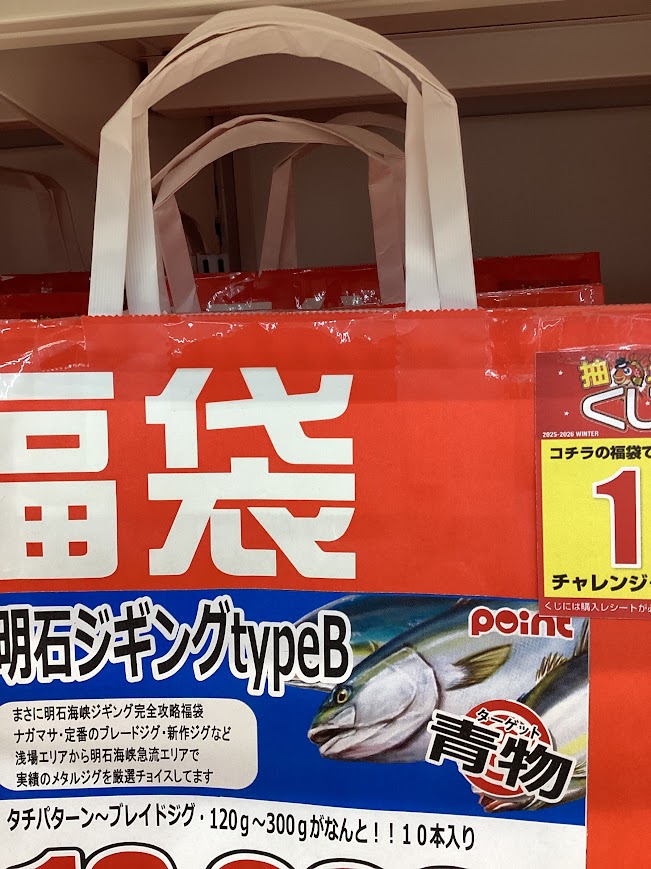 福袋
抽
くじ
2025-2026 WINTER
コチラの福袋で
1
チャレンジ
くじには購入レシートが必
明石ジギングtypeB
point
まさに明石海峡ジギング完全攻略福袋
ナガマサ・定番のブレードジグ・新作ジグなど
浅場エリアから明石海峡急流エリアで
実績のメタルジグを厳選チョイスしてます
ターゲット
青物
タチパターン~ブレイドジグ・120g~300gがなんと!!10本入り